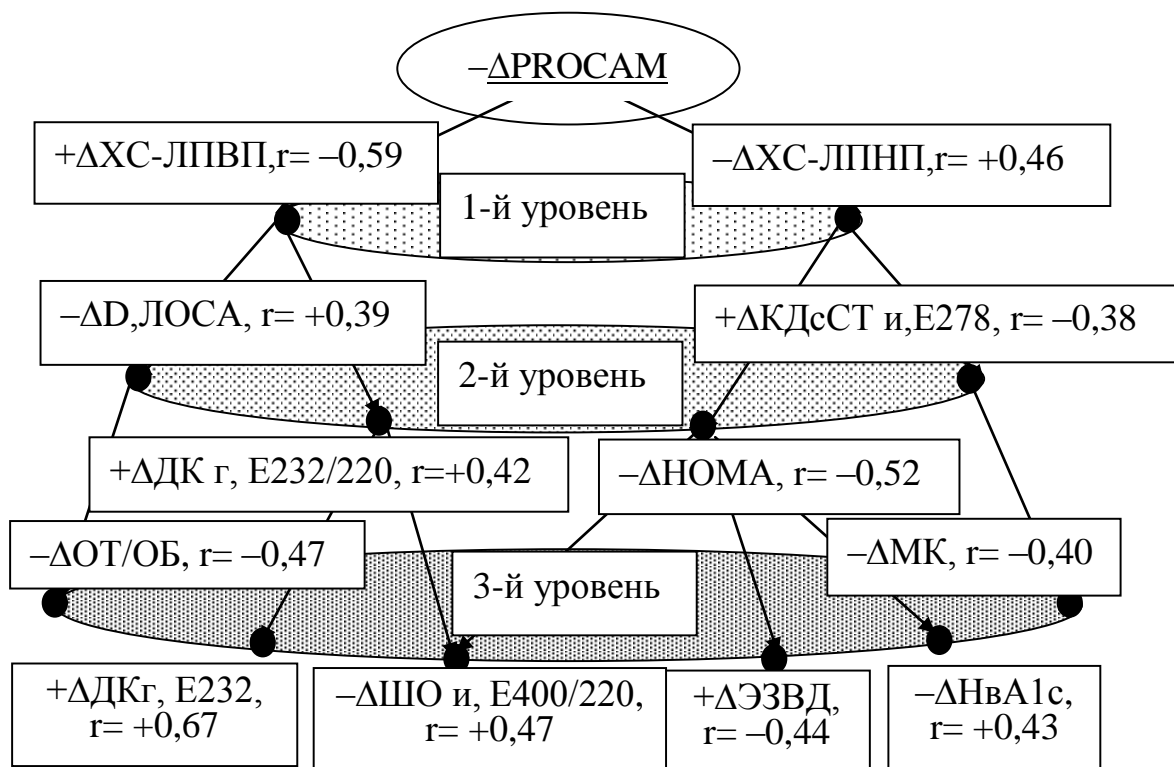 –ΔPROCAM
+ΔХС-ЛПВП,r= –0,59
–ΔХС-ЛПНП,r= +0,46
1-й уровень
–ΔD,ЛОСА, r= +0,39
+ΔКДсСТ и,Е278, r= –0,38
2-й уровень
+ΔДК г, Е232/220, r=+0,42
–ΔНОМА, r= –0,52
–ΔОТ/ОБ, r= –0,47
–ΔМК, r= –0,40
3-й уровень
+ΔДКг, Е232,
r= +0,67
–ΔШО и, Е400/220,
r= +0,47
+ΔЭЗВД,
r= –0,44
–ΔНвА1с,
r= +0,43